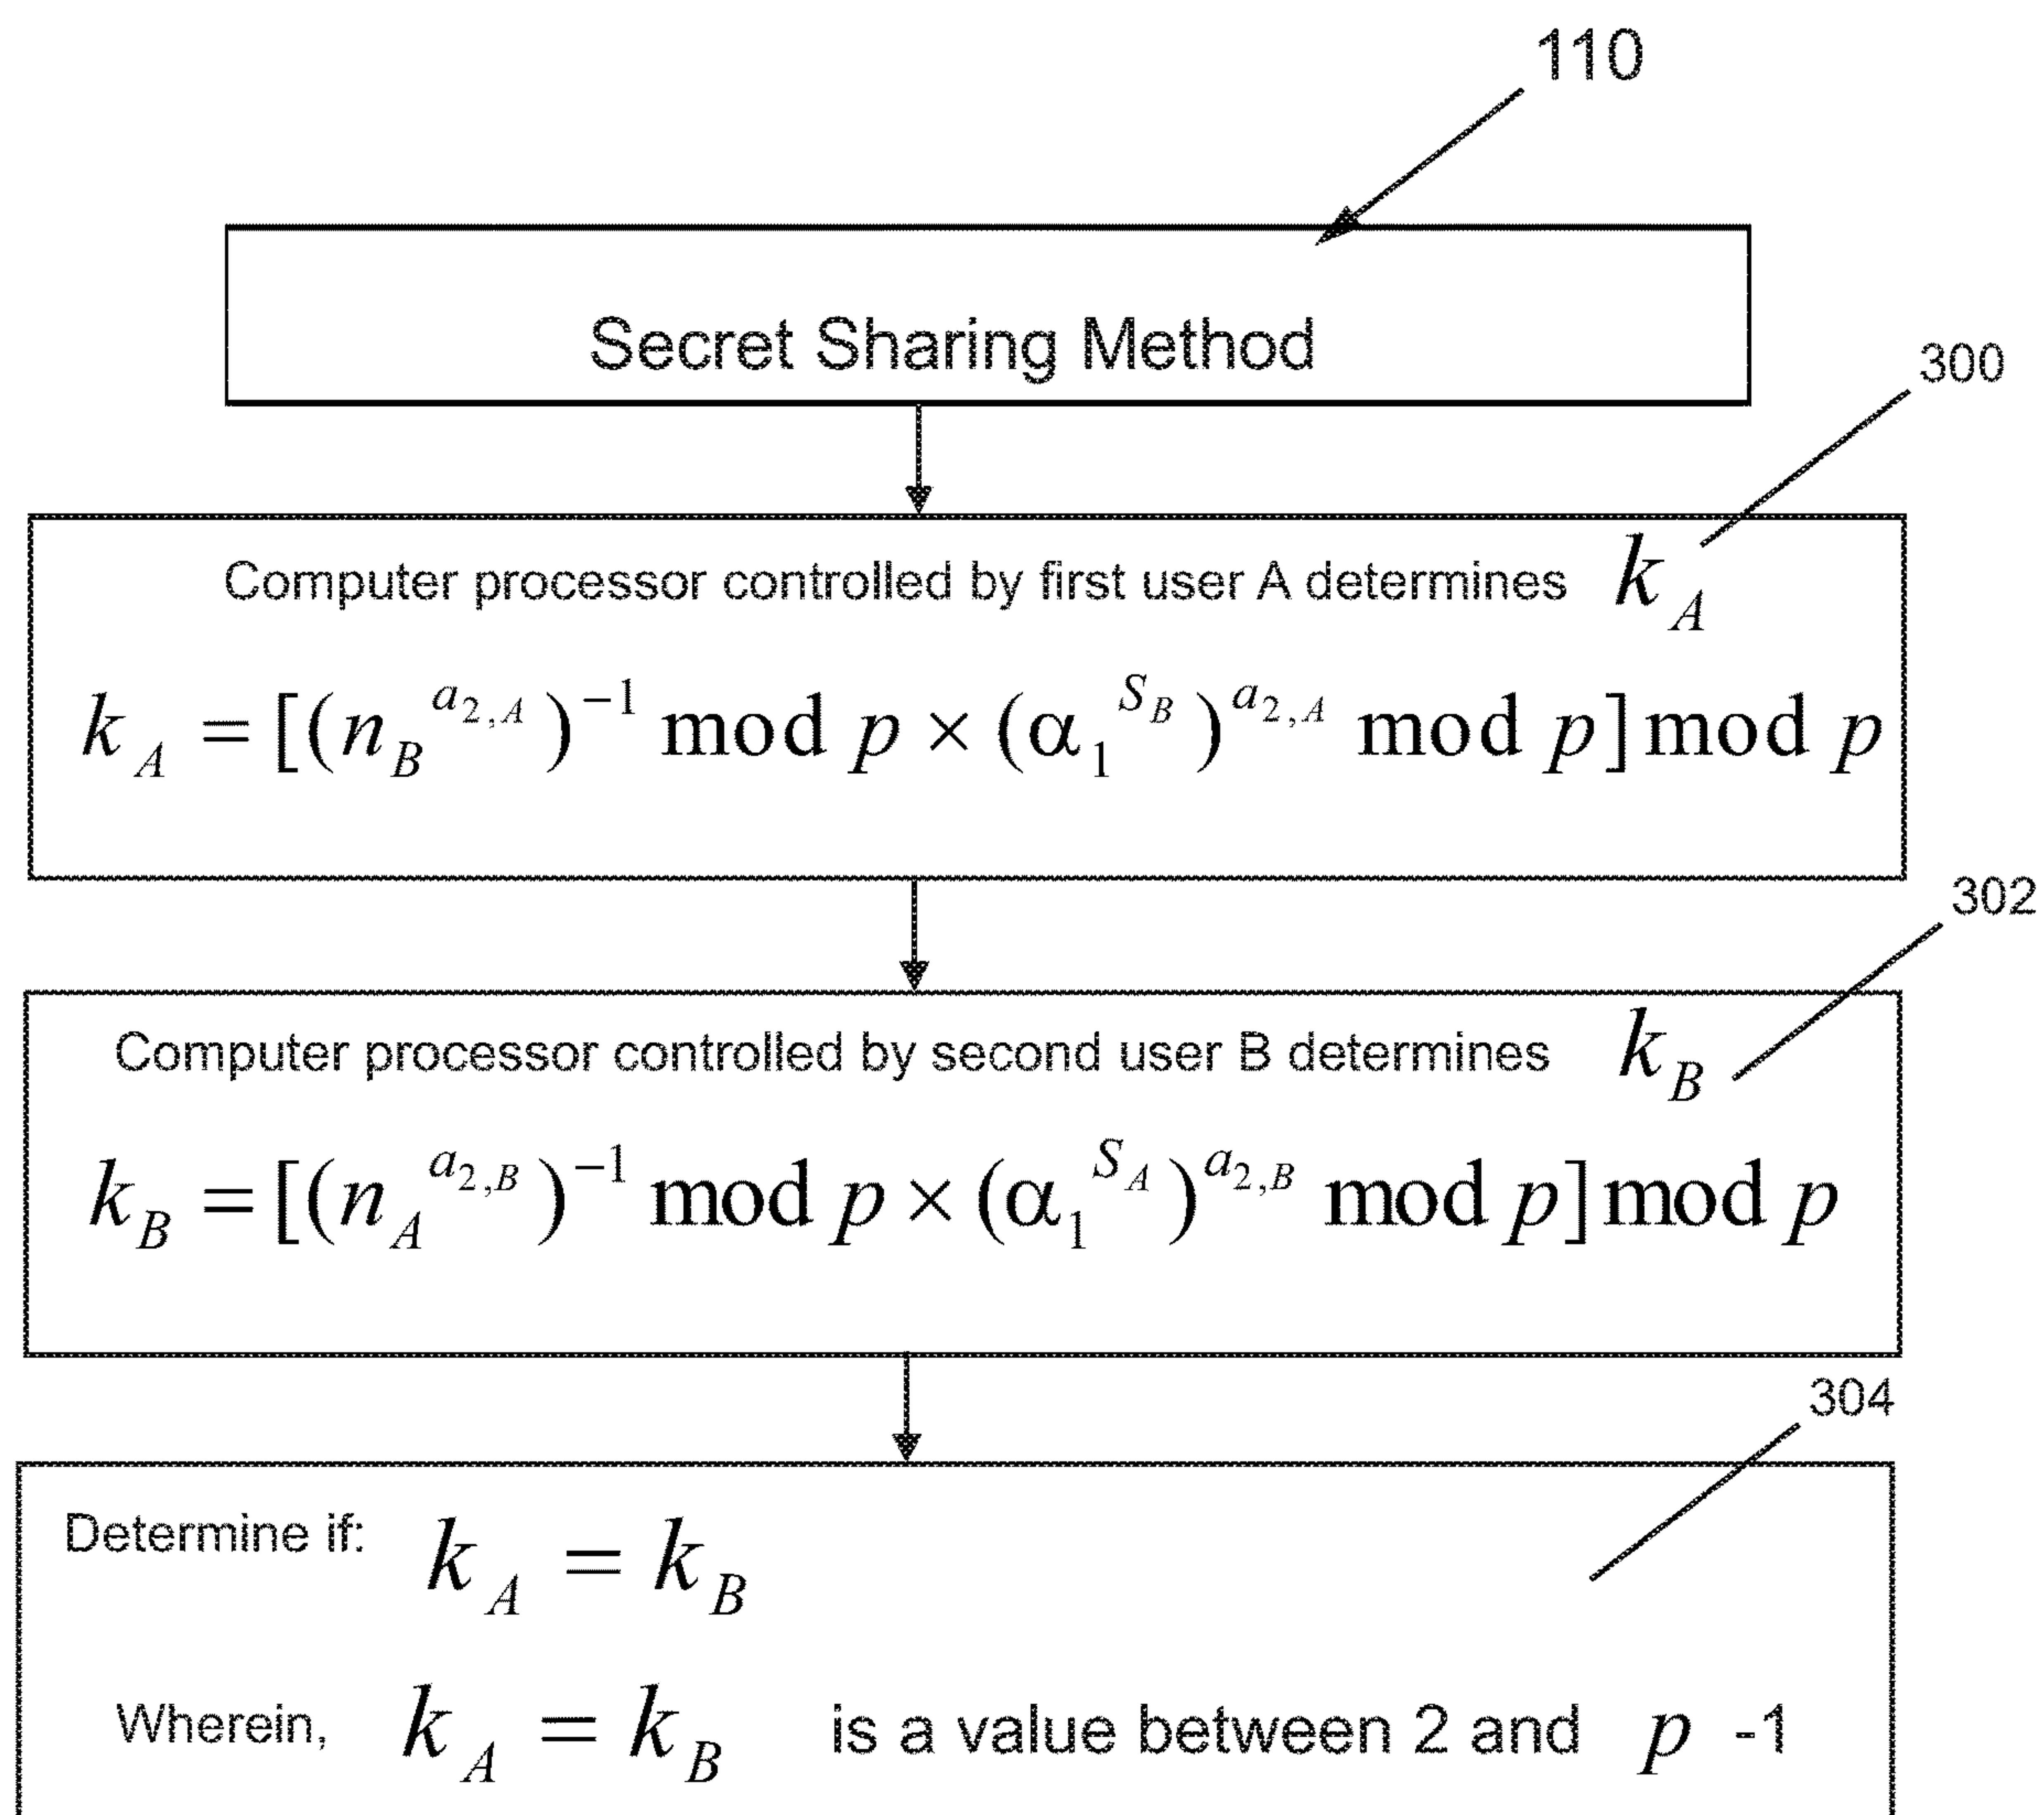 110
Secret Sharing Method
300
Computer processor controlled by first user A determines k_A
k_A = [(n_B^{a_{2,A}})^{-1} mod p × (α_1^{S_B})^{a_{2,A}} mod p] mod p
302
Computer processor controlled by second user B determines k_B
k_B = [(n_A^{a_{2,B}})^{-1} mod p × (α_1^{S_A})^{a_{2,B}} mod p] mod p
304
Determine if: k_A = k_B
Wherein, k_A = k_B is a value between 2 and p -1